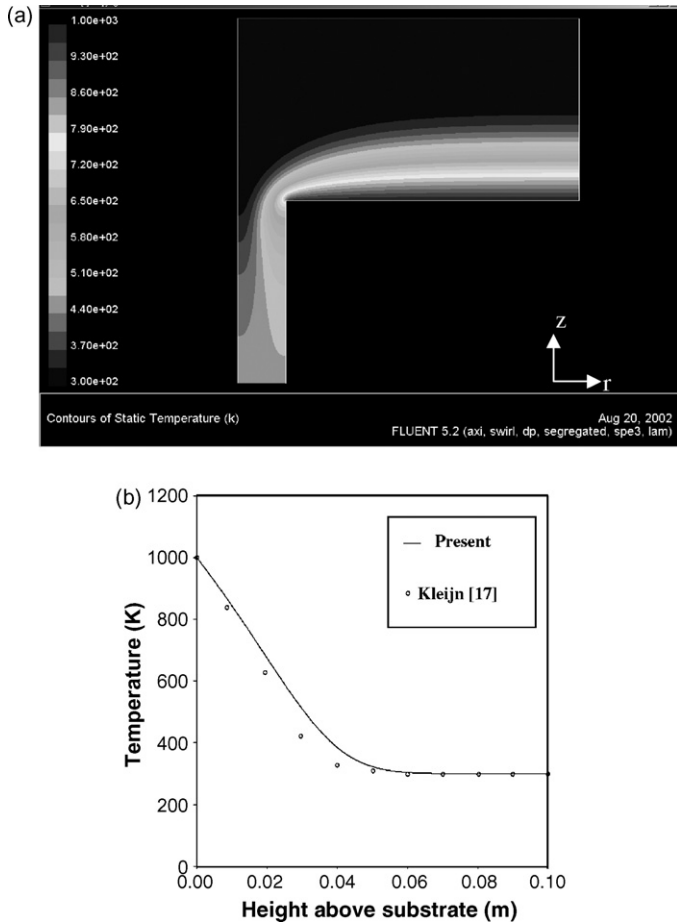 (a)
1.00e+03
9.30e+02
8.60e+02
7.90e+02
7.20e+02
6.50e+02
5.80e+02
5.10e+02
4.40e+02
3.70e+02
3.00e+02
z
r
Contours of Static Temperature (k)
Aug 20, 2002
FLUENT 5.2 (axi, swirl, dp, segregated, spe3, lam)
(b)
1200
1000
800
600
400
200
0
Temperature (K)
Present
Kleijn [17]
0.00
0.02
0.04
0.06
0.08
0.10
Height above substrate (m)